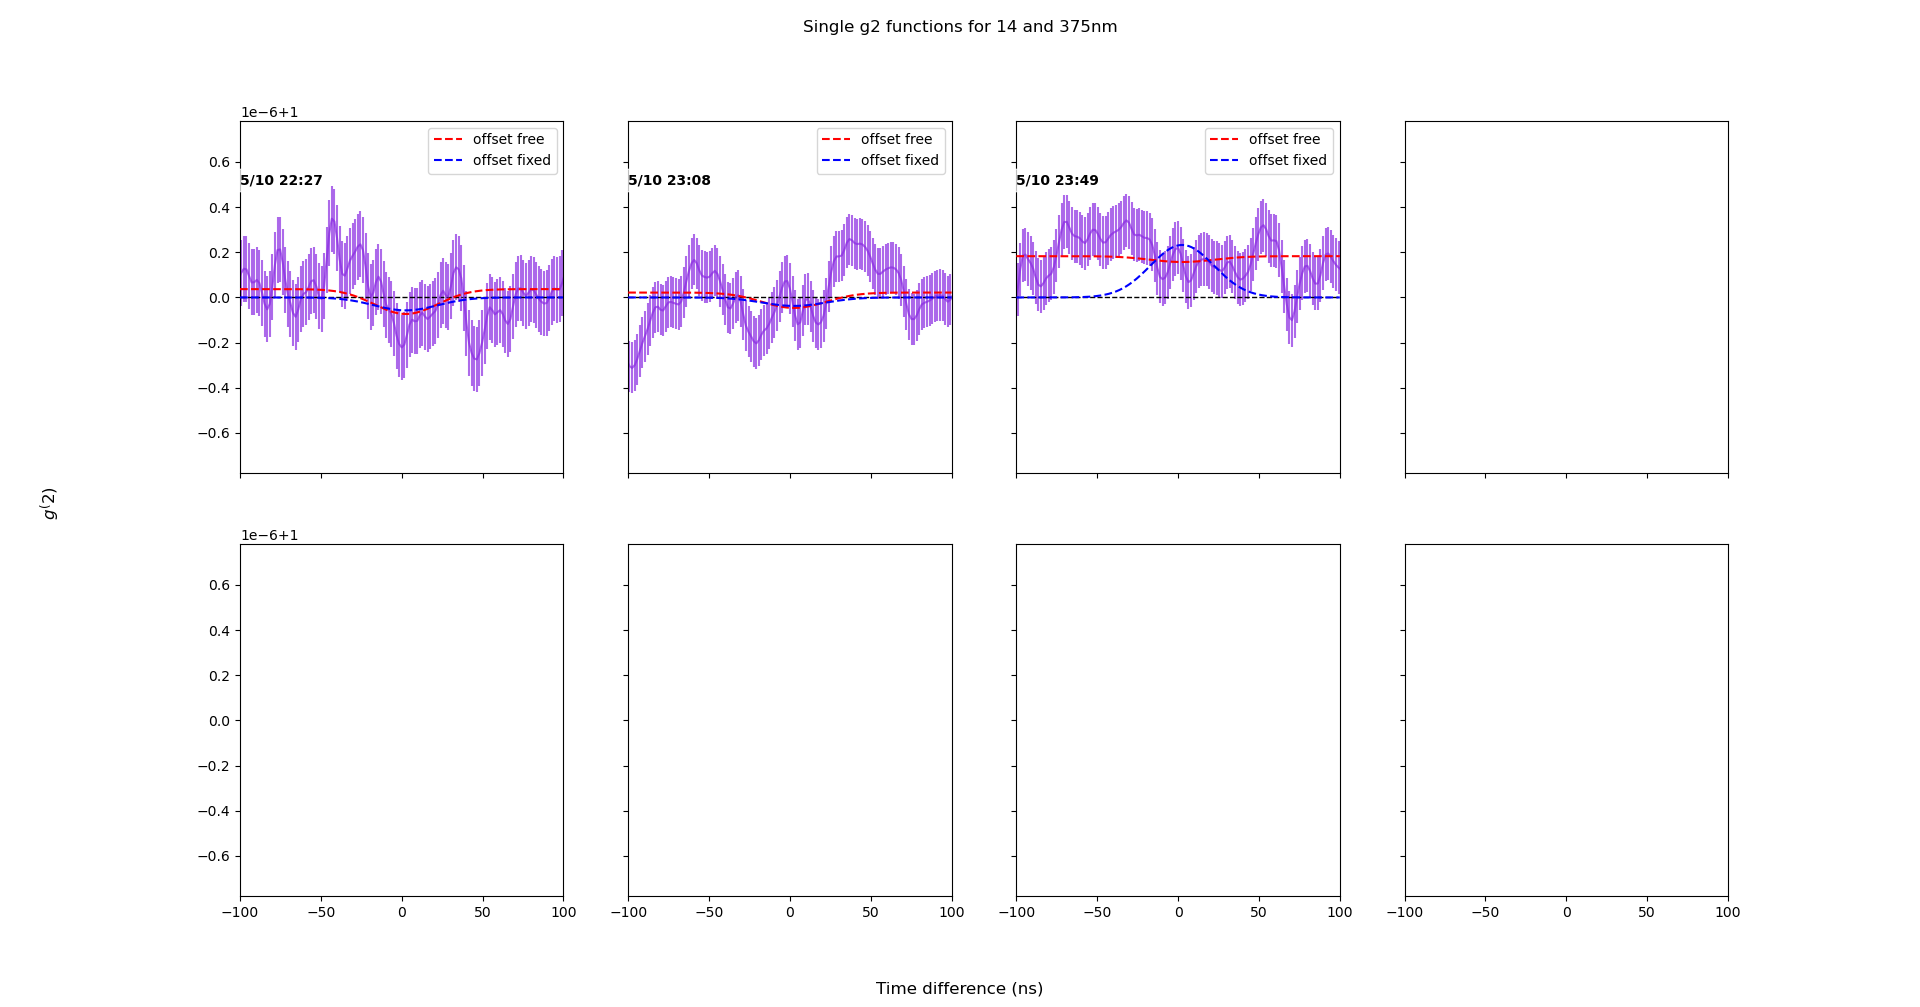 Single g2 functions for 14 and 375nm
1e−6+1
offset free
offset fixed
5/10 22:27
0.6
0.4
0.2
0.0
−0.2
−0.4
−0.6
offset free
offset fixed
5/10 23:08
offset free
offset fixed
5/10 23:49
g(2)
1e−6+1
0.6
0.4
0.2
0.0
−0.2
−0.4
−0.6
−100 −50 0 50 100
−100 −50 0 50 100
−100 −50 0 50 100
−100 −50 0 50 100
Time difference (ns)